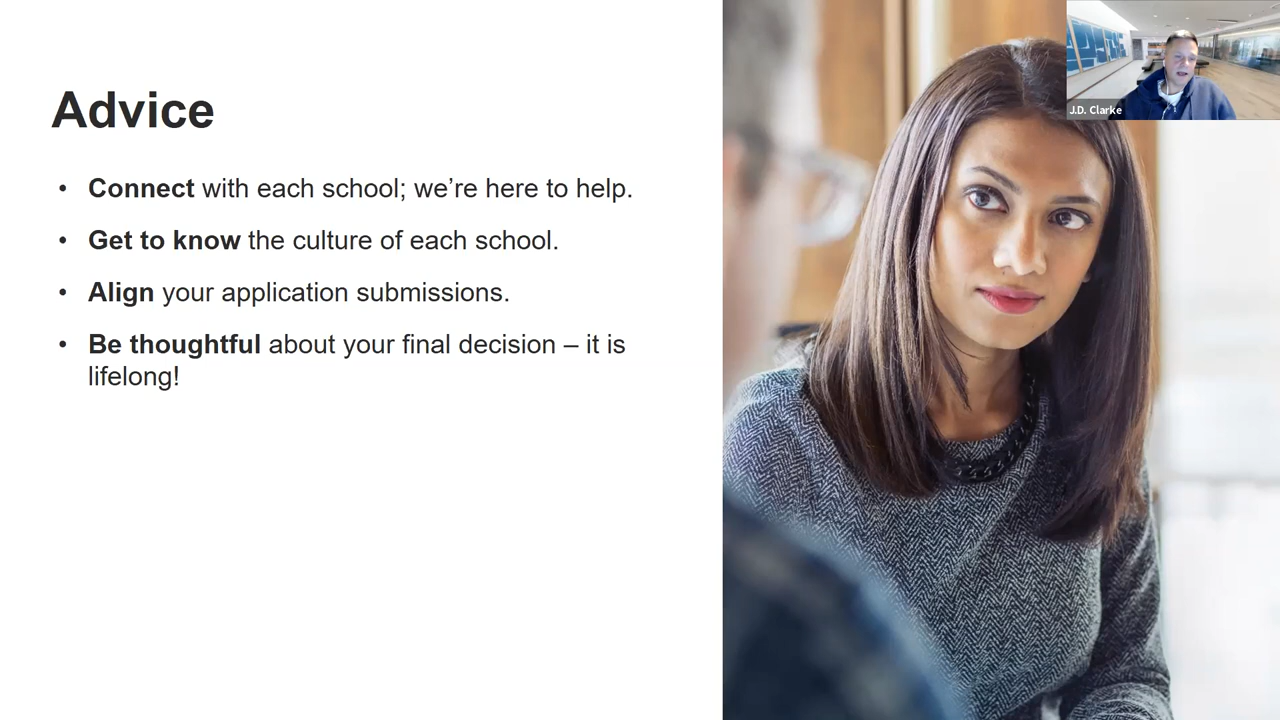 Advice
• Connect with each school; we’re here to help.
• Get to know the culture of each school.
• Align your application submissions.
• Be thoughtful about your final decision – it is
lifelong!
J.D. Clarke